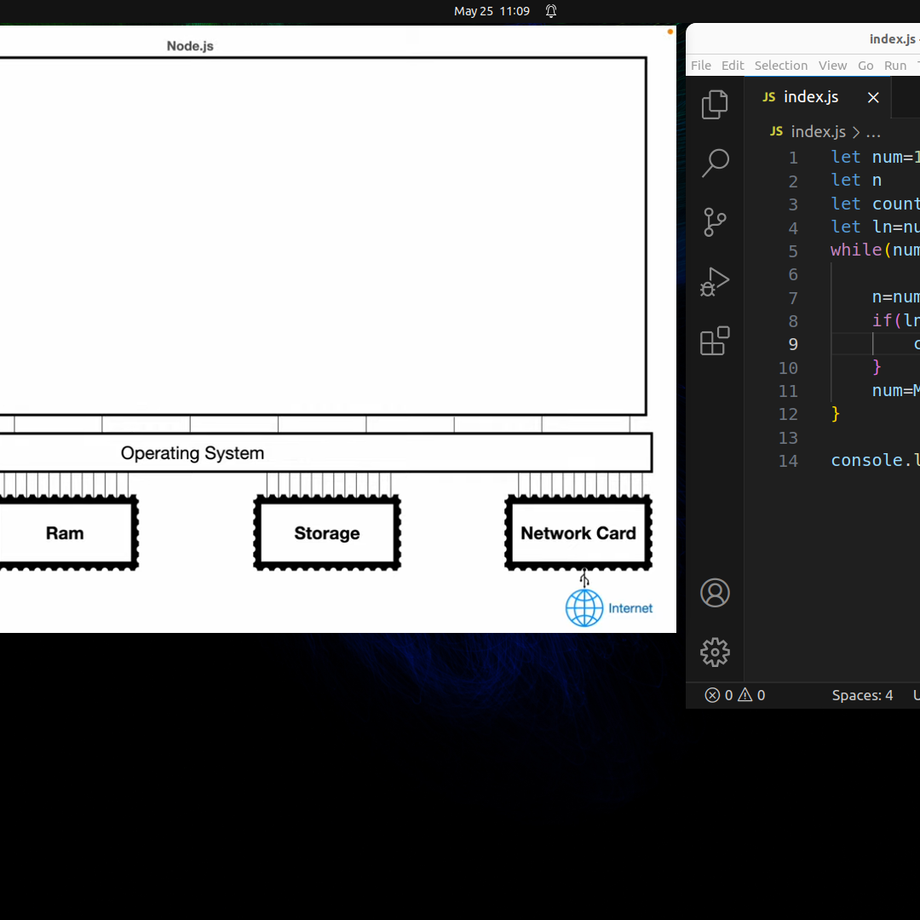 May 25 11:09
Node.js
Operating System
Ram
Storage
Network Card
Internet
index.js
File Edit Selection View Go Run
JS index.js
JS index.js > ...
1 let num=1
2 let n
3 let count
4 let ln=nu
5 while(num
6
7 n=num
8 if(ln
9 c
10 }
11 num=M
12 }
13
14 console.l
0 0 Spaces: 4